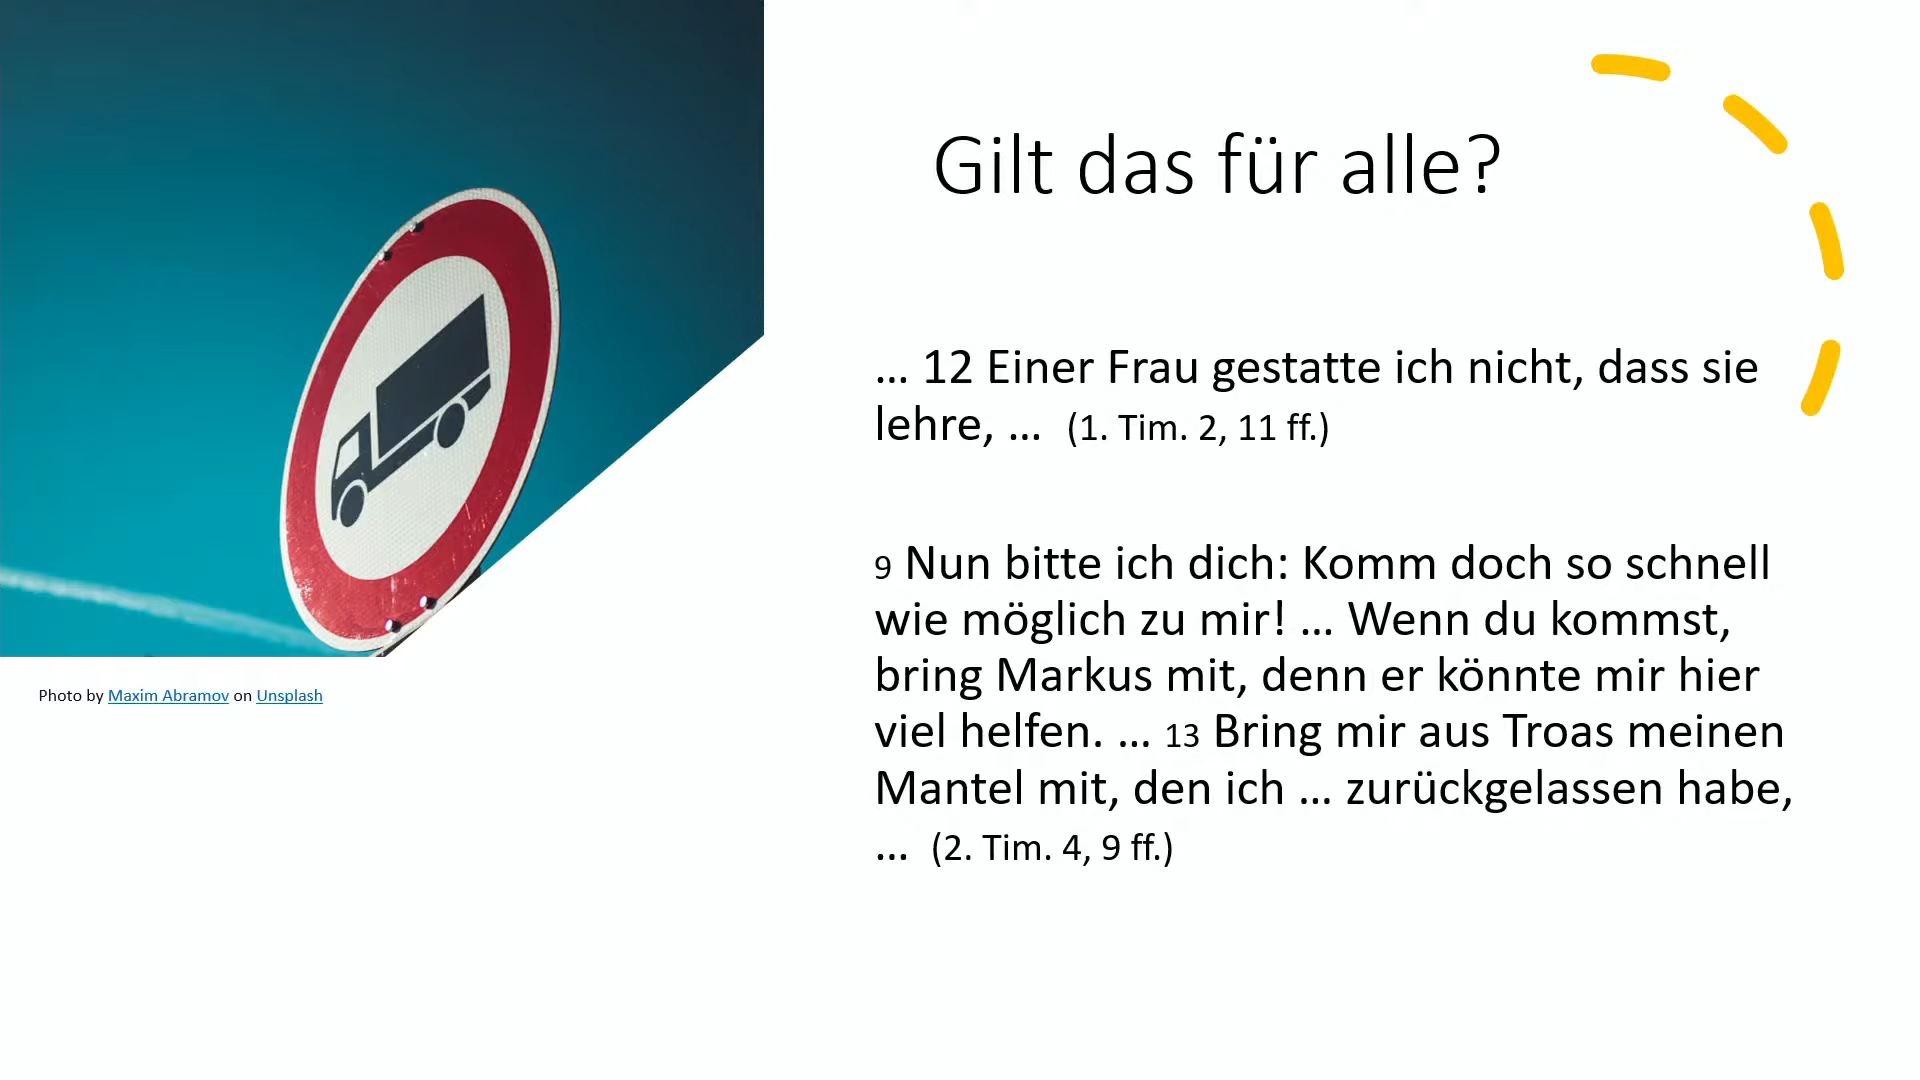 Gilt das für alle?
... 12 Einer Frau gestatte ich nicht, dass sie
lehre, ... (1. Tim. 2, 11 ff.)
9 Nun bitte ich dich: Komm doch so schnell
wie möglich zu mir! ... Wenn du kommst,
bring Markus mit, denn er könnte mir hier
viel helfen. ... 13 Bring mir aus Troas meinen
Mantel mit, den ich ... zurückgelassen habe,
... (2. Tim. 4, 9 ff.)
Photo by Maxim Abramov on Unsplash